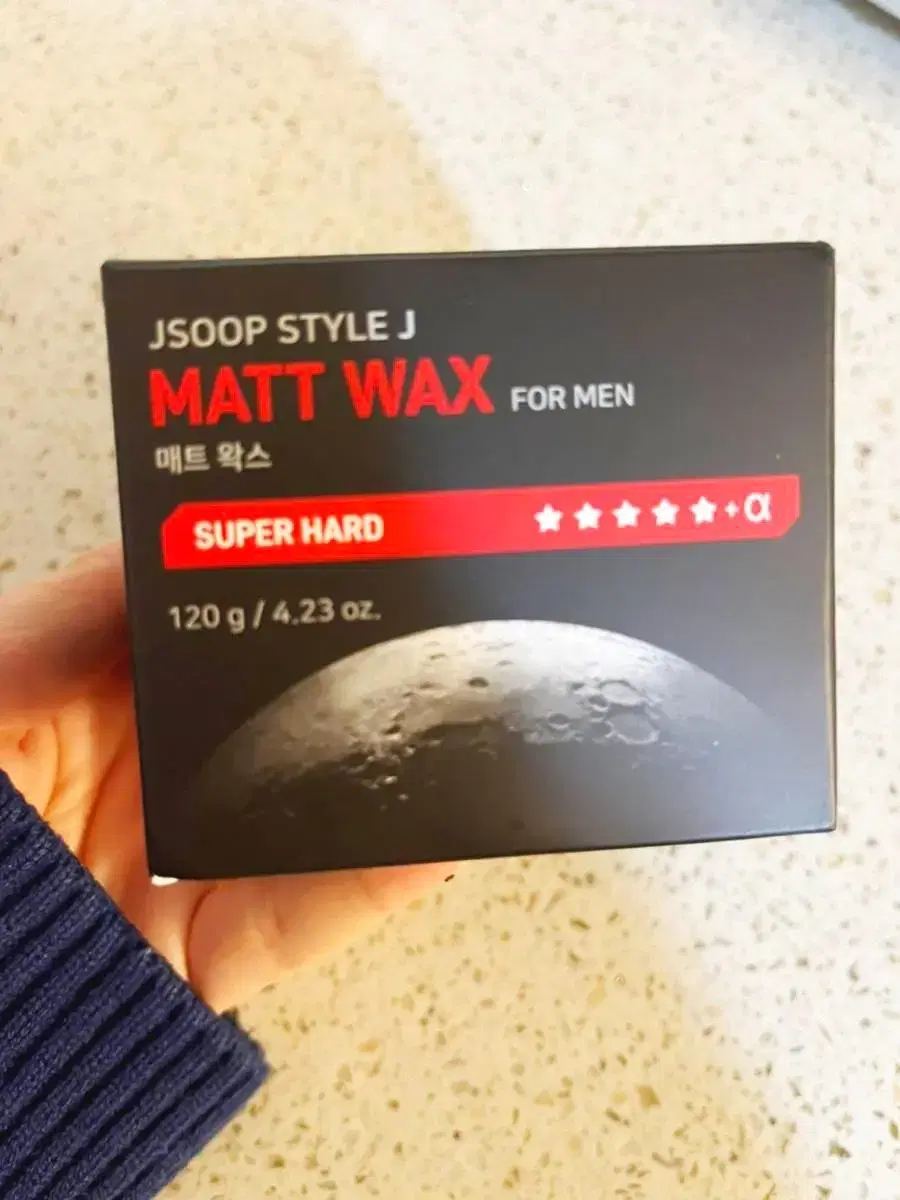 JSOOP STYLE J
MATT WAX FOR MEN
매트 왁스
SUPER HARD ★★★★★+α
120 g / 4.23 oz.